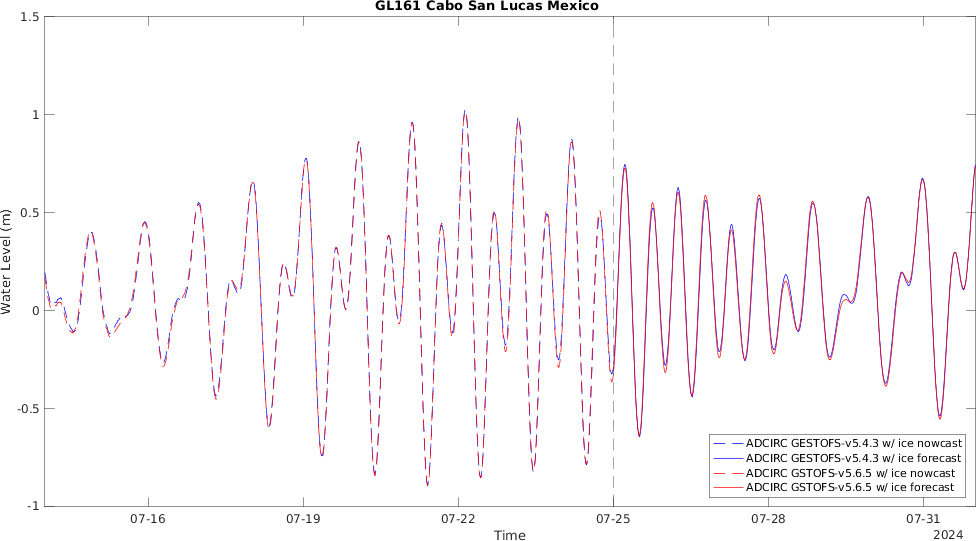 GL161 Cabo San Lucas Mexico
1.5
1
0.5
0
-0.5
-1
Water Level (m)
07-16
07-19
07-22
07-25
07-28
07-31
Time
2024
ADCIRC GESTOFS-v5.4.3 w/ ice nowcast
ADCIRC GESTOFS-v5.4.3 w/ ice forecast
ADCIRC GSTOFS-v5.6.5 w/ ice nowcast
ADCIRC GSTOFS-v5.6.5 w/ ice forecast